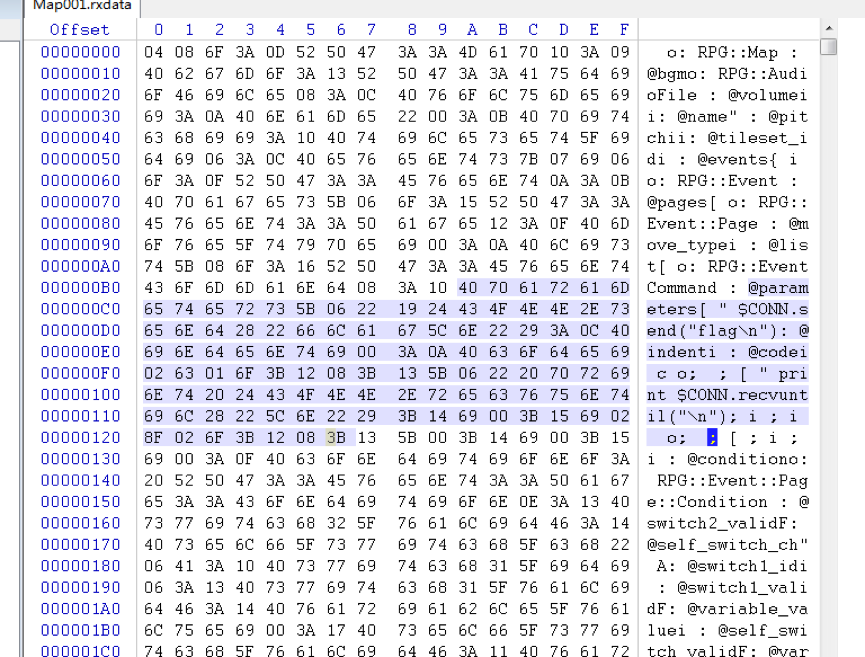 Map001.rxdata
Offset 0 1 2 3 4 5 6 7 8 9 A B C D E F
00000000 04 08 6F 3A 0D 52 50 47 3A 3A 4D 61 70 10 3A 09 o: RPG::Map :
00000010 40 62 67 6D 6F 3A 13 52 50 47 3A 3A 41 75 64 69 @bgmo: RPG::Audi
00000020 6F 46 69 6C 65 08 3A 0C 40 76 6F 6C 75 6D 65 69 oFile : @volumei
00000030 69 3A 0A 40 6E 61 6D 65 22 00 3A 0B 40 70 69 74 i: @name" : @pit
00000040 63 68 69 69 3A 10 40 74 69 6C 65 73 65 74 5F 69 chii: @tileset_i
00000050 64 69 06 3A 0C 40 65 76 65 6E 74 73 7B 07 69 06 di : @events{ i
00000060 6F 3A 0F 52 50 47 3A 3A 45 76 65 6E 74 0A 3A 0B o: RPG::Event :
00000070 40 70 61 67 65 73 5B 06 6F 3A 15 52 50 47 3A 3A @pages[ o: RPG::
00000080 45 76 65 6E 74 3A 3A 50 61 67 65 12 3A 0F 40 6D Event::Page : @m
00000090 6F 76 65 5F 74 79 70 65 69 00 3A 0A 40 6C 69 73 ove_typei : @lis
000000A0 74 5B 08 6F 3A 16 52 50 47 3A 3A 45 76 65 6E 74 t[ o: RPG::Event
000000B0 43 6F 6D 6D 61 6E 64 08 3A 10 40 70 61 72 61 6D Command : @param
000000C0 65 74 65 72 73 5B 06 22 19 24 43 4F 4E 4E 2E 73 eters[ " $CONN.s
000000D0 65 6E 64 28 22 66 6C 61 67 5C 6E 22 29 3A 0C 40 end("flag\n"): @
000000E0 69 6E 64 65 6E 74 69 00 3A 0A 40 63 6F 64 65 69 indenti : @codei
000000F0 02 63 01 6F 3B 12 08 3B 13 5B 06 22 20 70 72 69 c o; ; [ " pri
00000100 6E 74 20 24 43 4F 4E 4E 2E 72 65 63 76 75 6E 74 nt $CONN.recvunt
00000110 69 6C 28 22 5C 6E 22 29 3B 14 69 00 3B 15 69 02 il("\n"); i ; i
00000120 8F 02 6F 3B 12 08 3B 13 5B 00 3B 14 69 00 3B 15 o; ; [ ; i ;
00000130 69 00 3A 0F 40 63 6F 6E 64 69 74 69 6F 6E 6F 3A i : @conditiono:
00000140 20 52 50 47 3A 3A 45 76 65 6E 74 3A 3A 50 61 67 RPG::Event::Pag
00000150 65 3A 3A 43 6F 6E 64 69 74 69 6F 6E 0E 3A 13 40 e::Condition : @
00000160 73 77 69 74 63 68 32 5F 76 61 6C 69 64 46 3A 14 switch2_validF:
00000170 40 73 65 6C 66 5F 73 77 69 74 63 68 5F 63 68 22 @self_switch_ch"
00000180 06 41 3A 10 40 73 77 69 74 63 68 31 5F 69 64 69 A: @switch1_idi
00000190 06 3A 13 40 73 77 69 74 63 68 31 5F 76 61 6C 69 : @switch1_vali
000001A0 64 46 3A 14 40 76 61 72 69 61 62 6C 65 5F 76 61 dF: @variable_va
000001B0 6C 75 65 69 00 3A 17 40 73 65 6C 66 5F 73 77 69 luei : @self_swi
000001C0 74 63 68 5F 76 61 6C 69 64 46 3A 11 40 76 61 72 tch_validF: @var